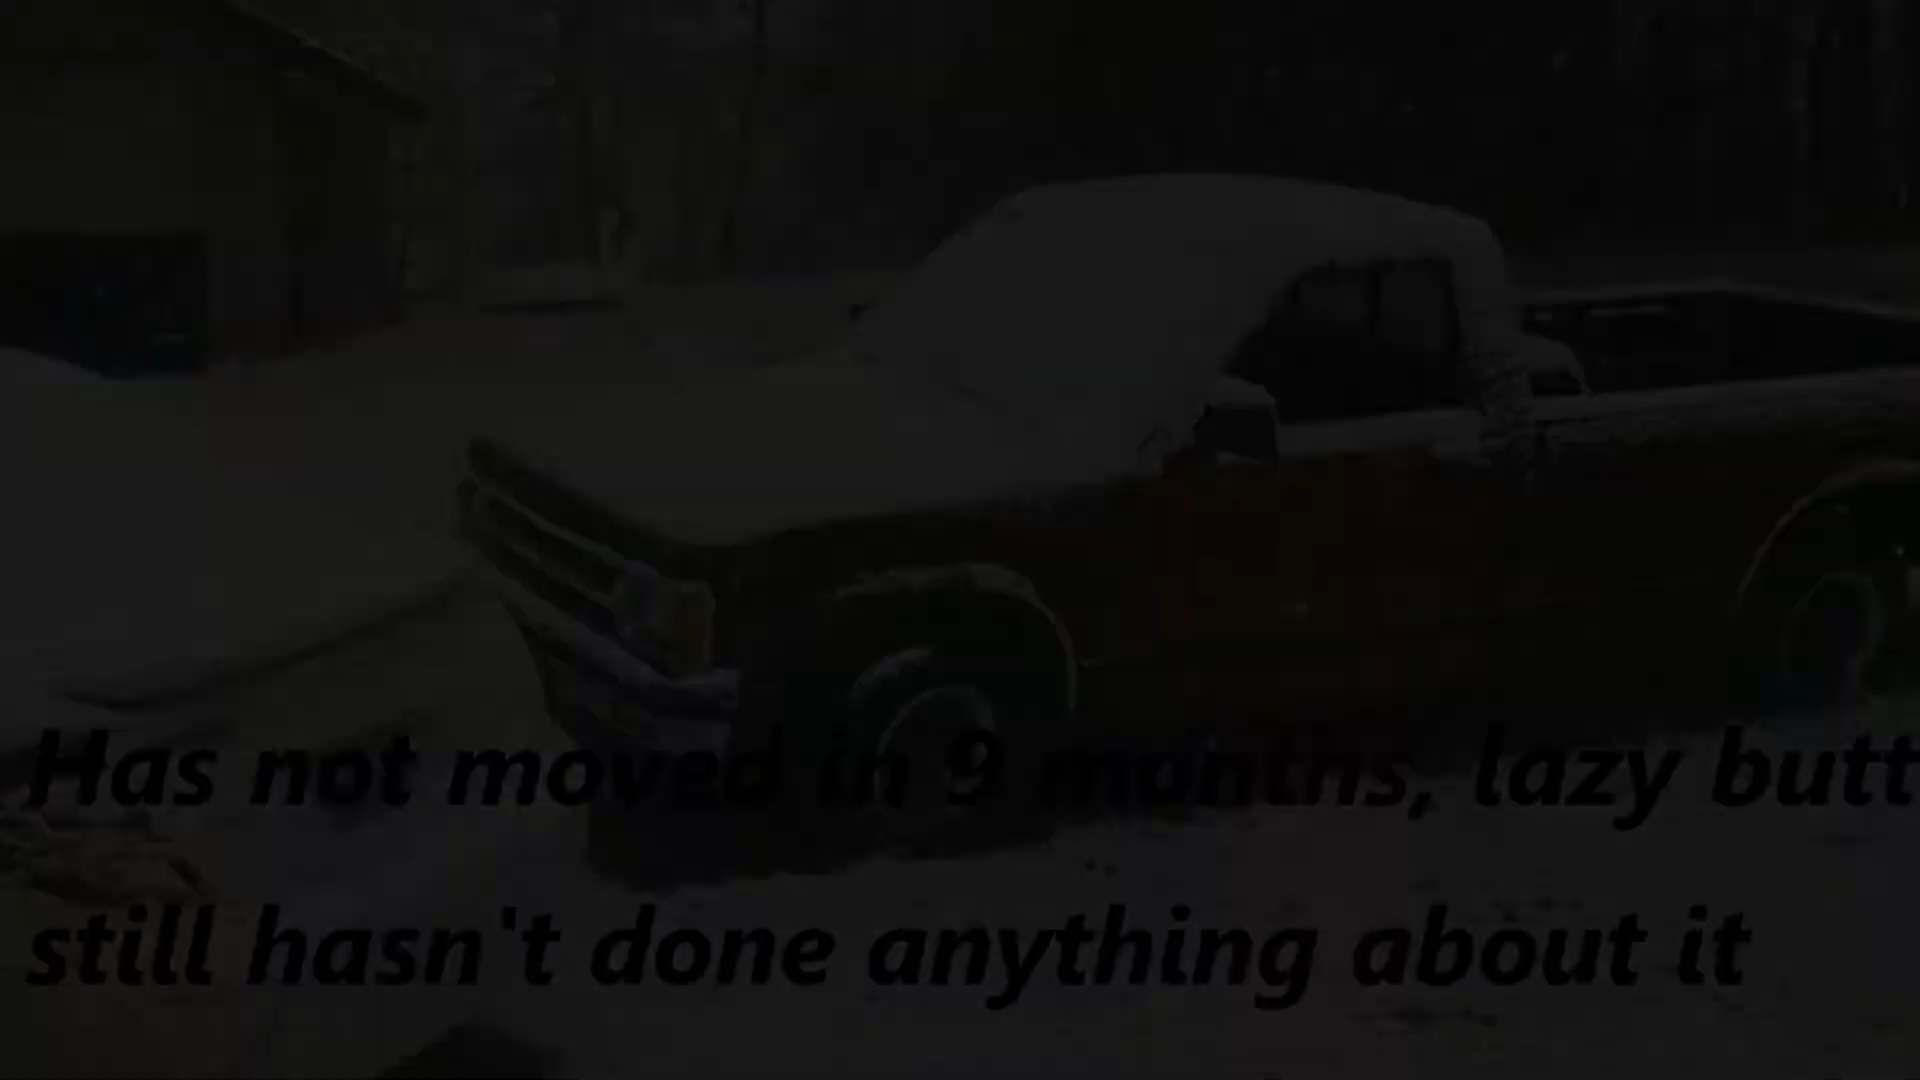 Has not moved in 9 months, lazy butt
still hasn't done anything about it